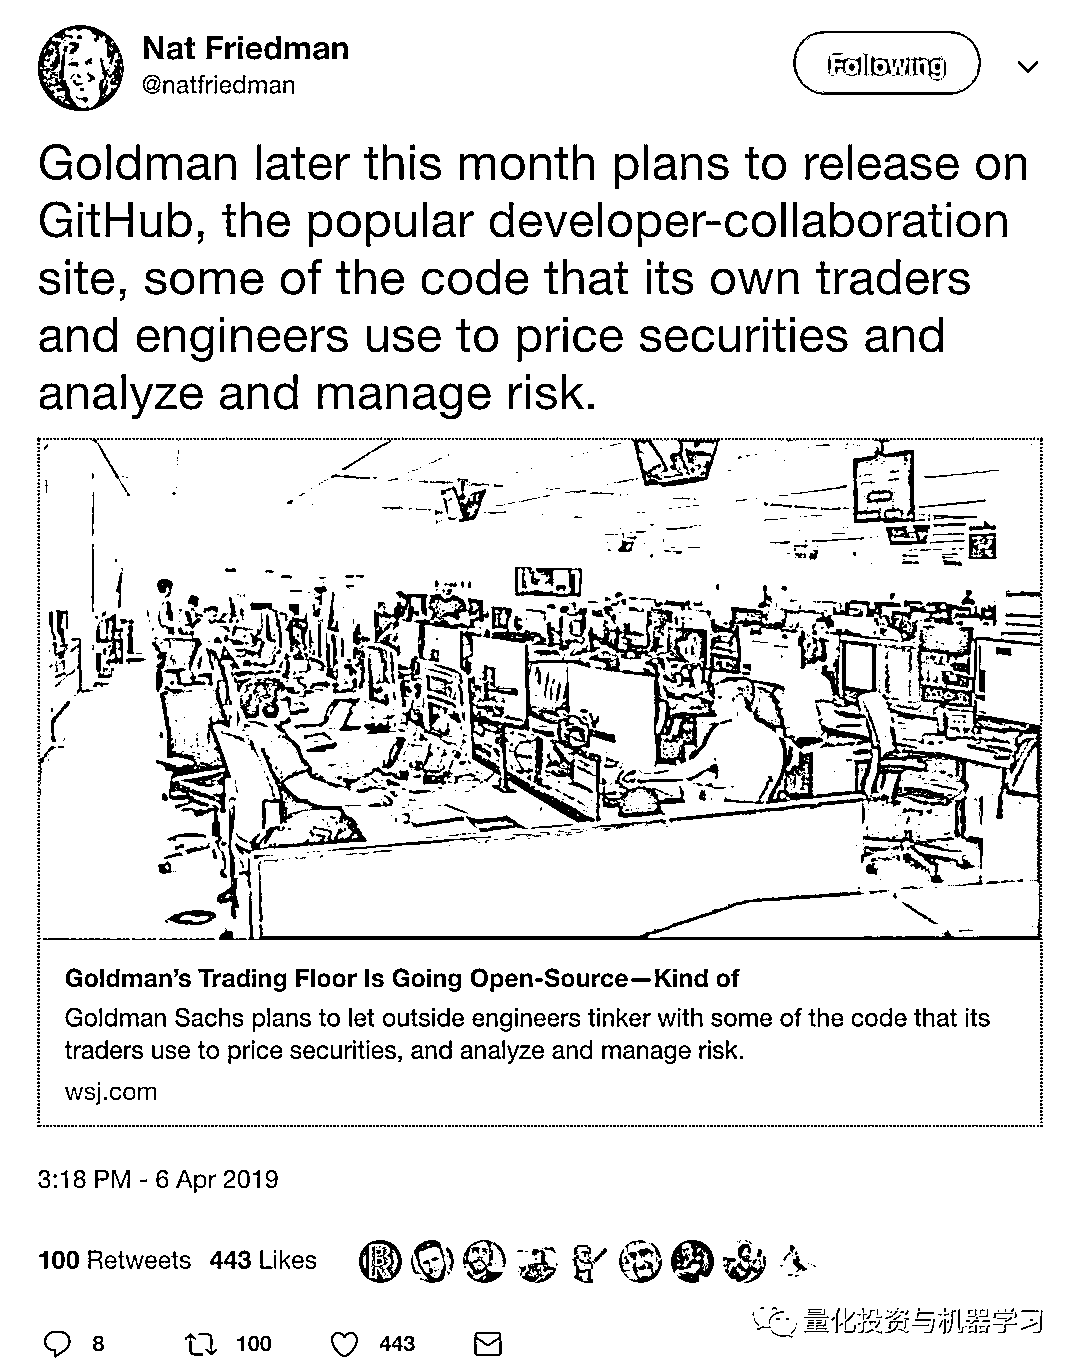 Nat Friedman
@natfriedman
Following
Goldman later this month plans to release on
GitHub, the popular developer-collaboration
site, some of the code that its own traders
and engineers use to price securities and
analyze and manage risk.
Goldman's Trading Floor Is Going Open-Source—Kind of
Goldman Sachs plans to let outside engineers tinker with some of the code that its
traders use to price securities, and analyze and manage risk.
wsj.com
3:18 PM - 6 Apr 2019
100 Retweets 443 Likes
8 100 443
量化投资与机器学习